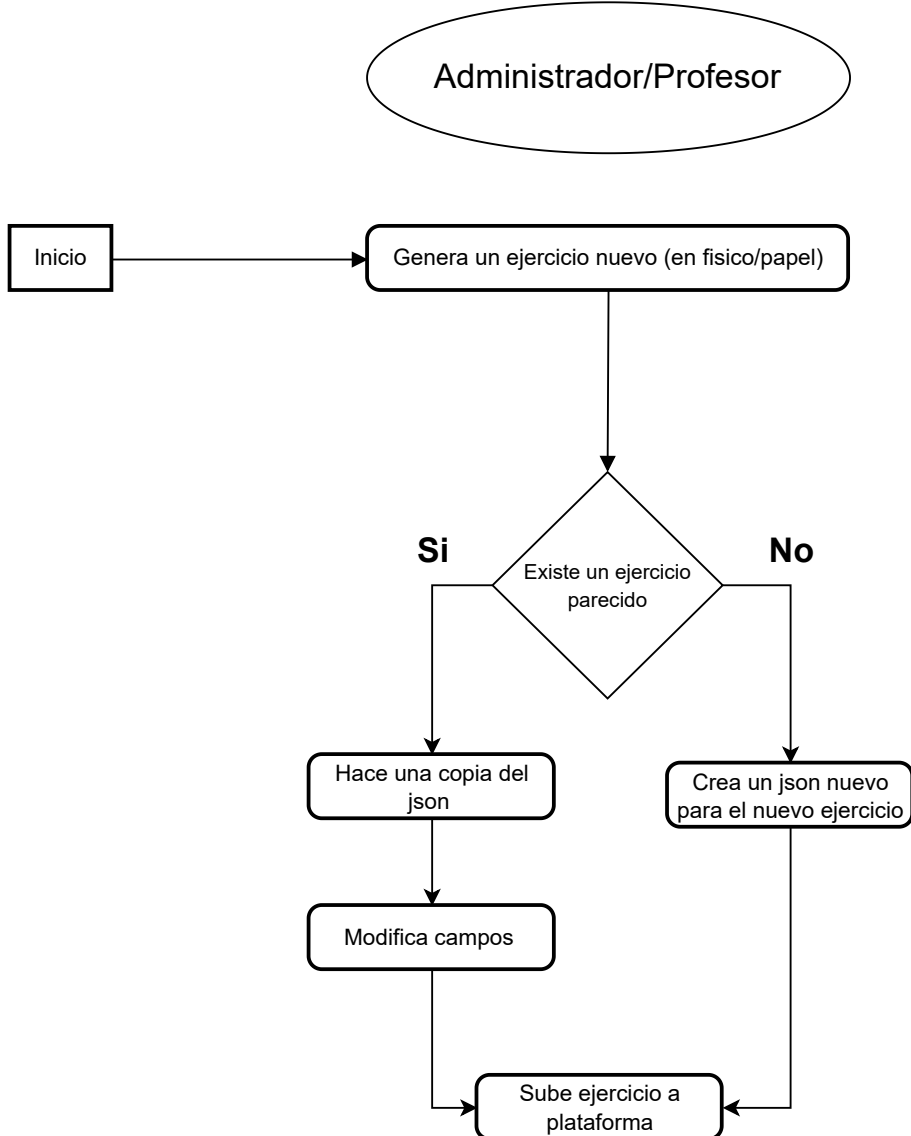 Administrador/Profesor
Inicio
Genera un ejercicio nuevo (en fisico/papel)
Si
No
Existe un ejercicio
parecido
Hace una copia del
json
Crea un json nuevo
para el nuevo ejercicio
Modifica campos
Sube ejercicio a
plataforma